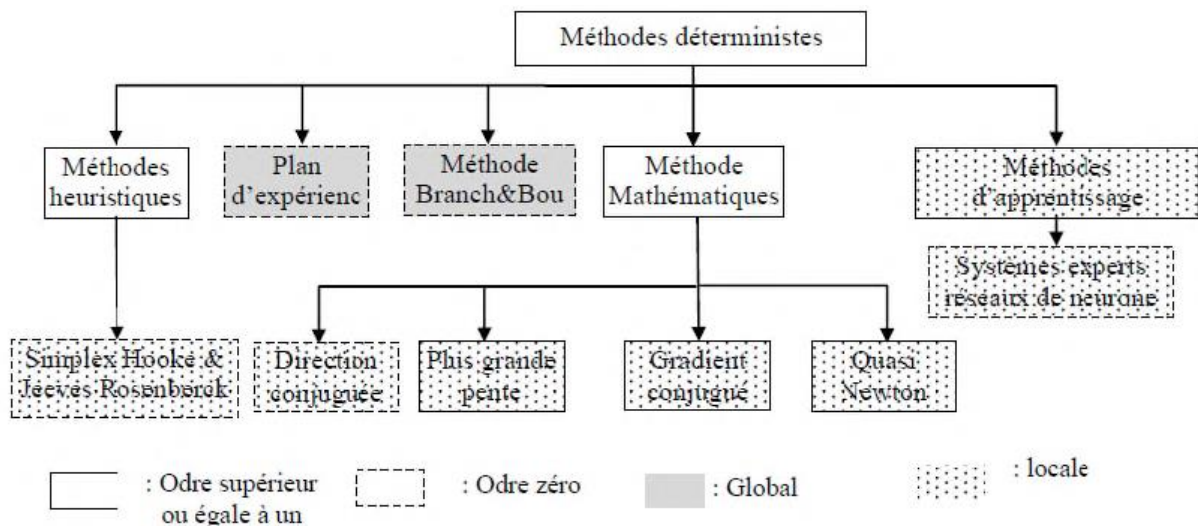 Méthodes déterministes
Méthodes
heuristiques
Plan
d'expérienc
Méthode
Branch&Bou
Méthode
Mathématiques
Méthodes
d'apprentissage
Systèmes experts
réseaux de neurone
Simplex Hooke &
Jeeves Rosenberck
Direction
conjuguée
Plus grande
pente
Gradient
conjugué
Quasi
Newton
: Odre supérieur
ou égale à un
: Odre zéro
: Global
: locale